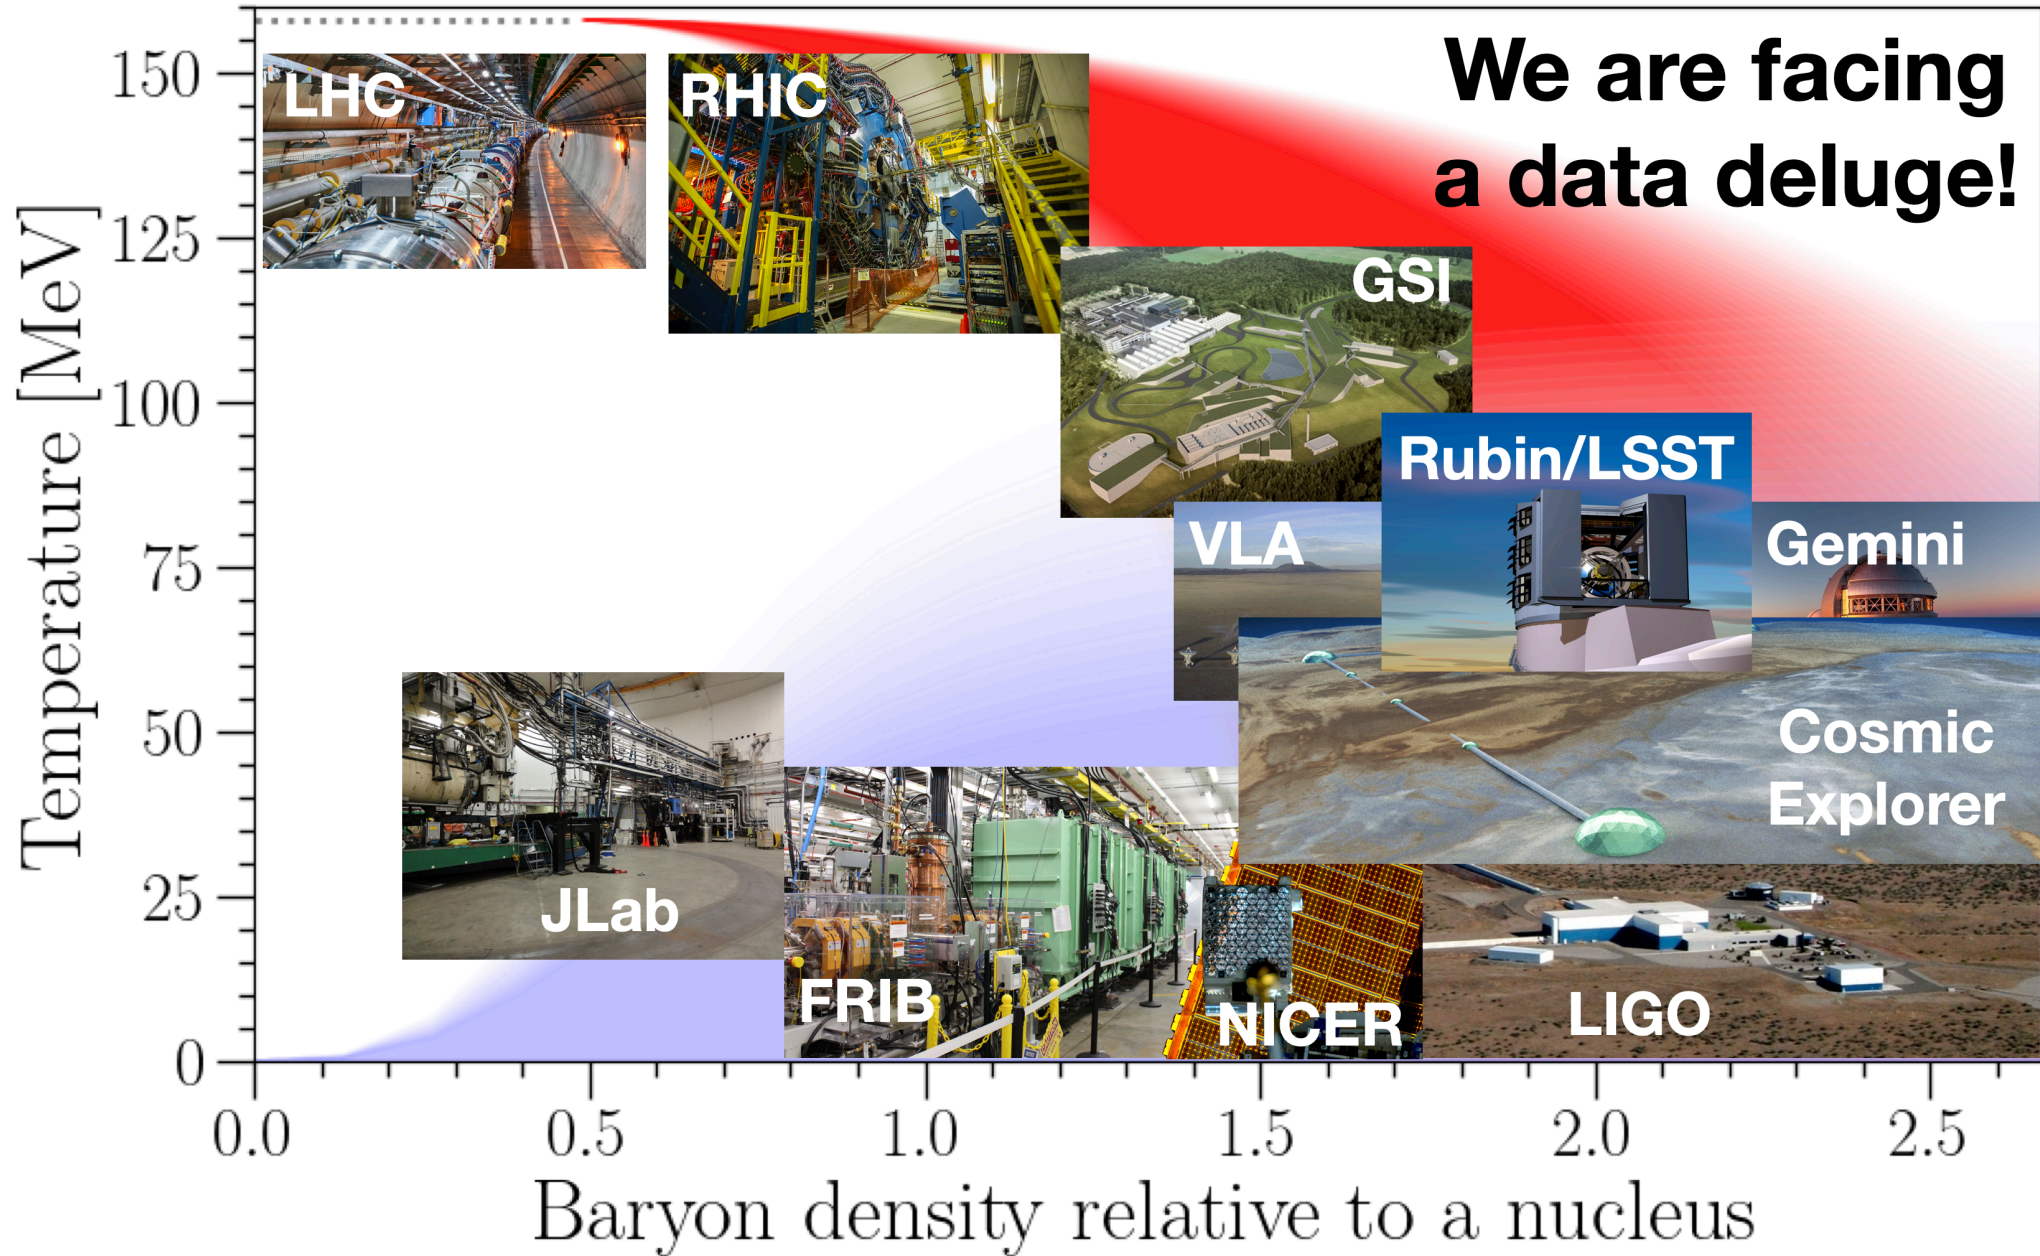 We are facing
a data deluge!
LHC
RHIC
GSI
Rubin/LSST
VLA
Gemini
Cosmic
Explorer
JLab
FRIB
NICER
LIGO
Temperature [MeV]
150
125
100
75
50
25
0
0.0 0.5 1.0 1.5 2.0 2.5
Baryon density relative to a nucleus